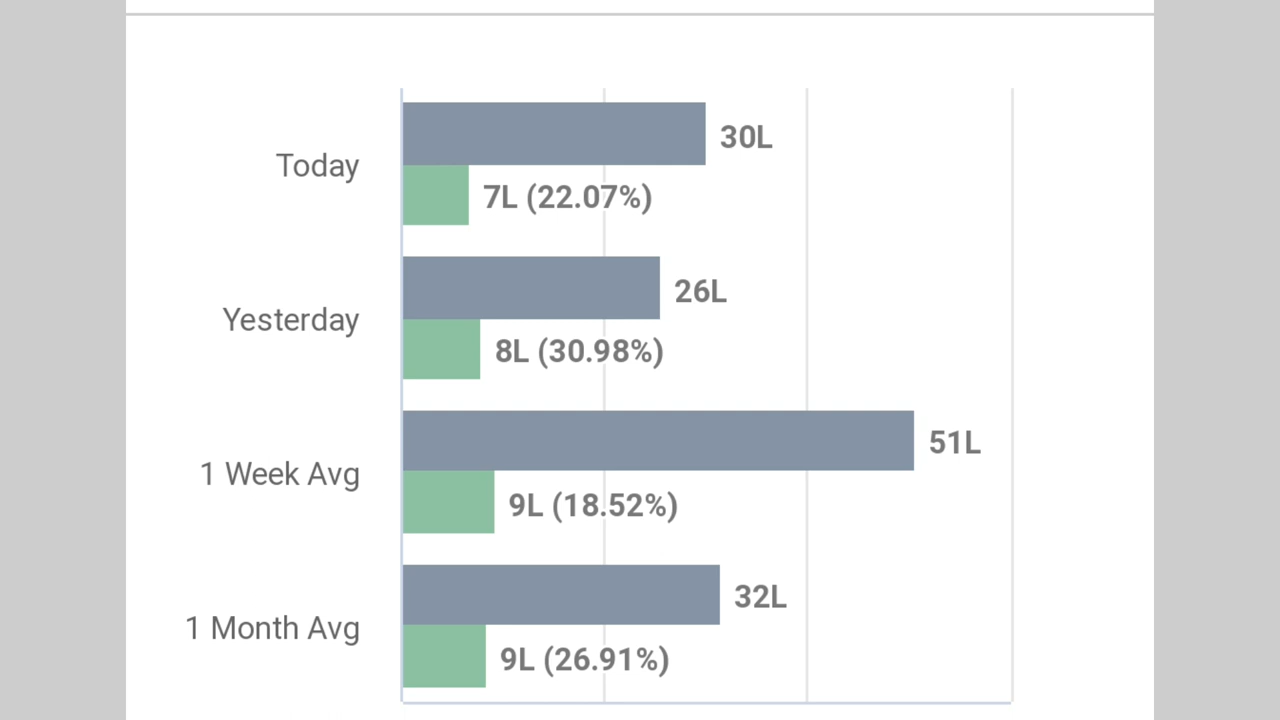 30L
Today
7L (22.07%)
26L
Yesterday
8L (30.98%)
51L
1 Week Avg
9L (18.52%)
32L
1 Month Avg
9L (26.91%)